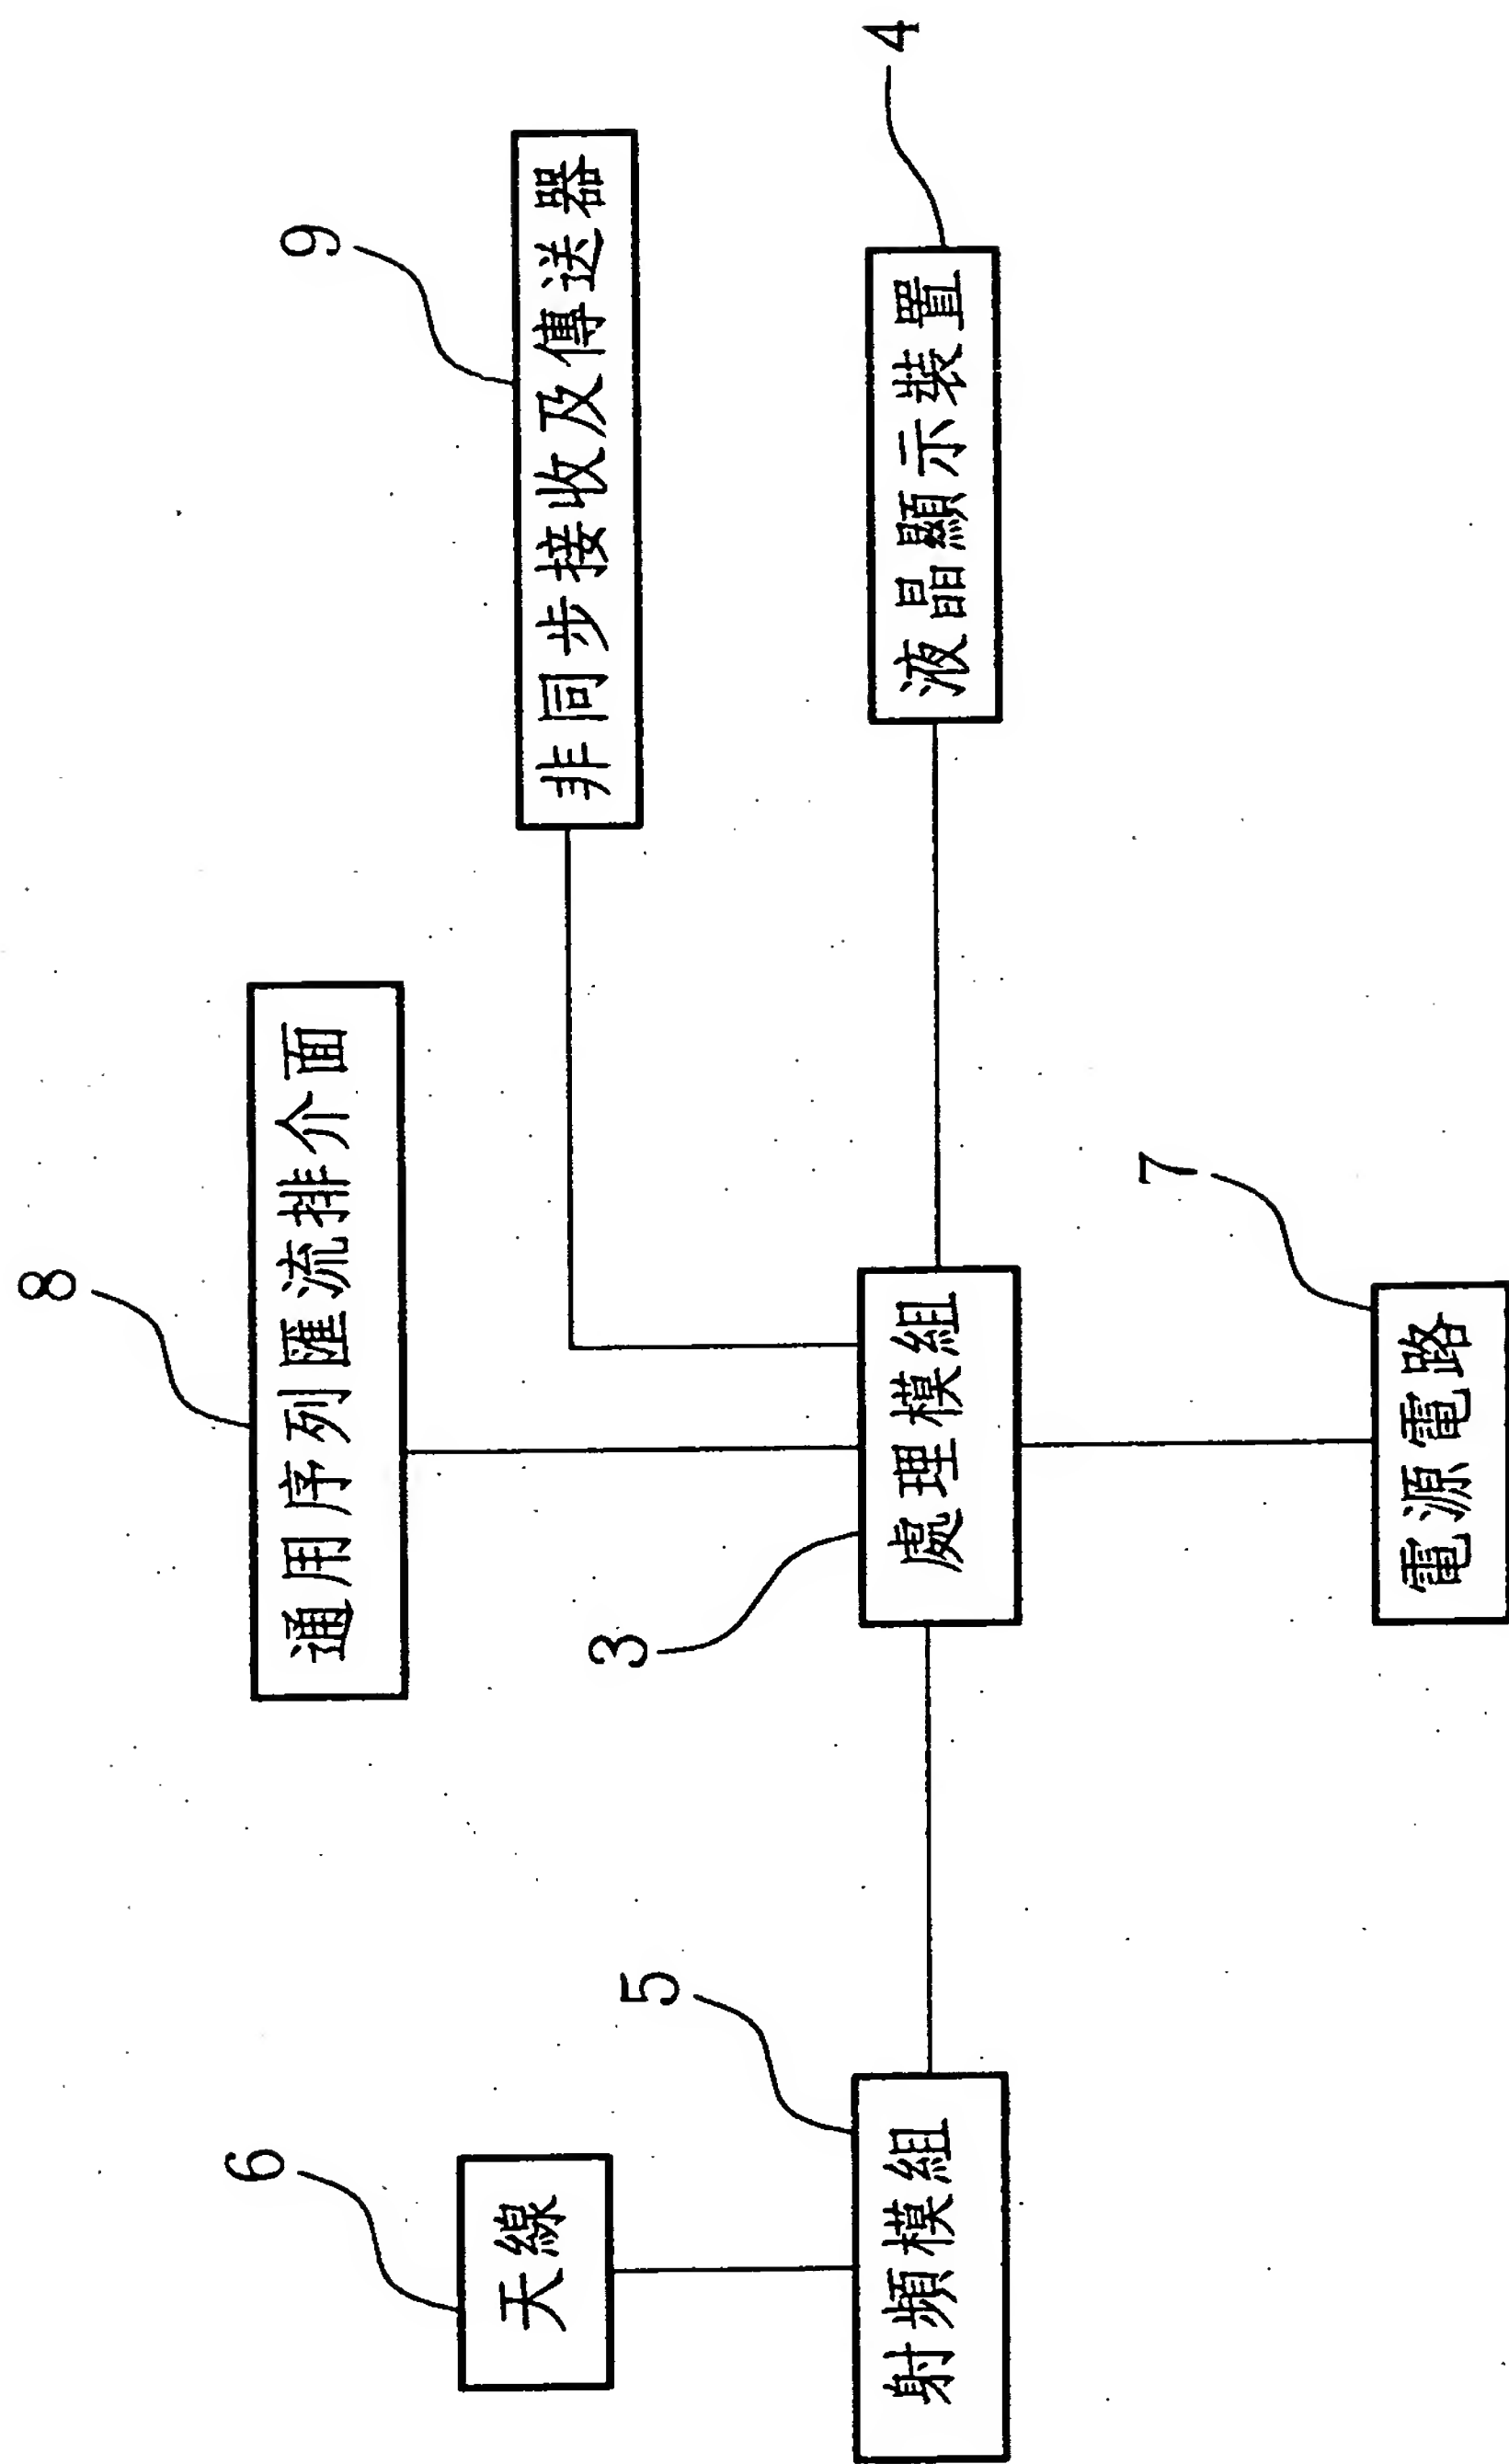 8
通用序列匯流排介面
9
非同步接收及傳送器
6
天線
5
射頻模組
3
處理模組
液晶顯示裝置
4
7
電源電路